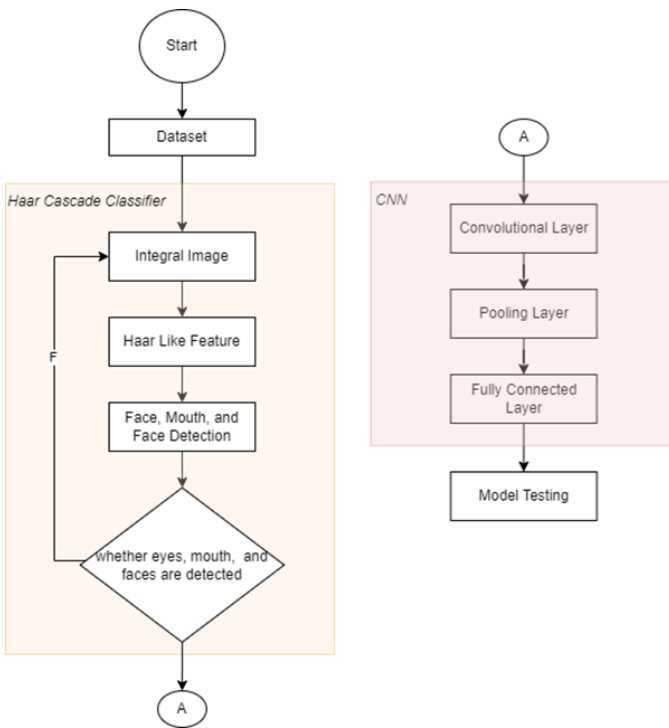 Start
Dataset
Haar Cascade Classifier
Integral Image
Haar Like Feature
F
Face, Mouth, and
Face Detection
whether eyes, mouth, and
faces are detected
A
A
CNN
Convolutional Layer
Pooling Layer
Fully Connected
Layer
Model Testing